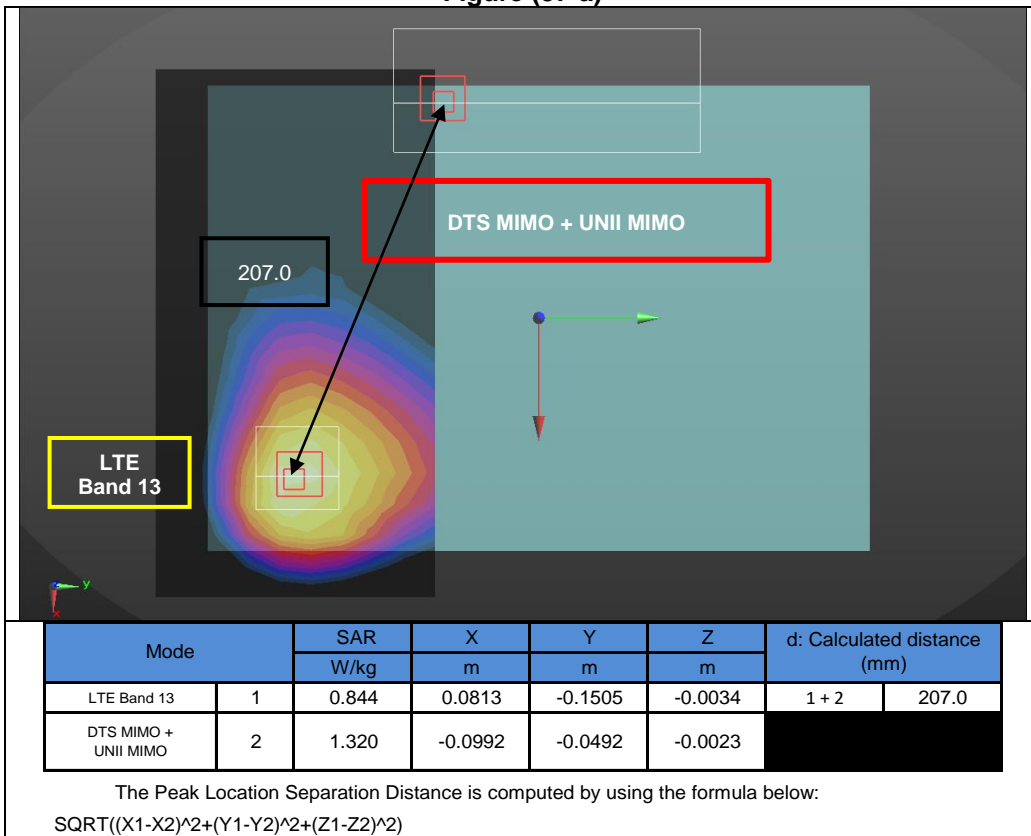 207.0
DTS MIMO + UNII MIMO
LTE
Band 13
y
x
Mode SAR X Y Z d: Calculated distance (mm)
W/kg m m m
LTE Band 13 1 0.844 0.0813 -0.1505 -0.0034 1 + 2 207.0
DTS MIMO + UNII MIMO 2 1.320 -0.0992 -0.0492 -0.0023
The Peak Location Separation Distance is computed by using the formula below:
SQRT((X1-X2)^2+(Y1-Y2)^2+(Z1-Z2)^2)